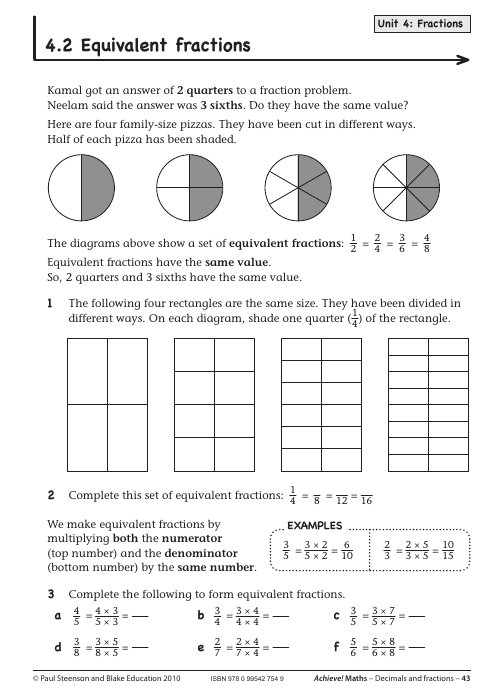 Unit 4: Fractions
4.2 Equivalent fractions
Kamal got an answer of 2 quarters to a fraction problem.
Neelam said the answer was 3 sixths. Do they have the same value?
Here are four family-size pizzas. They have been cut in different ways.
Half of each pizza has been shaded.
The diagrams above show a set of equivalent fractions: 1/2 = 2/4 = 3/6 = 4/8
Equivalent fractions have the same value.
So, 2 quarters and 3 sixths have the same value.
1 The following four rectangles are the same size. They have been divided in
different ways. On each diagram, shade one quarter (1/4) of the rectangle.
2 Complete this set of equivalent fractions: 1/4 = __/8 = __/12 = __/16
We make equivalent fractions by
multiplying both the numerator
(top number) and the denominator
(bottom number) by the same number.
EXAMPLES
3/5 = 3 × 2/5 × 2 = 6/10 2/3 = 2 × 5/3 × 5 = 10/15
3 Complete the following to form equivalent fractions.
a 4/5 = 4 × 3/5 × 3 = — b 3/4 = 3 × 4/4 × 4 = — c 3/5 = 3 × 7/5 × 7 = —
d 3/8 = 3 × 5/8 × 5 = — e 2/7 = 2 × 4/7 × 4 = — f 5/6 = 5 × 8/6 × 8 = —
© Paul Steenson and Blake Education 2010 ISBN 978 0 99542 754 9 Achieve! Maths – Decimals and fractions – 43